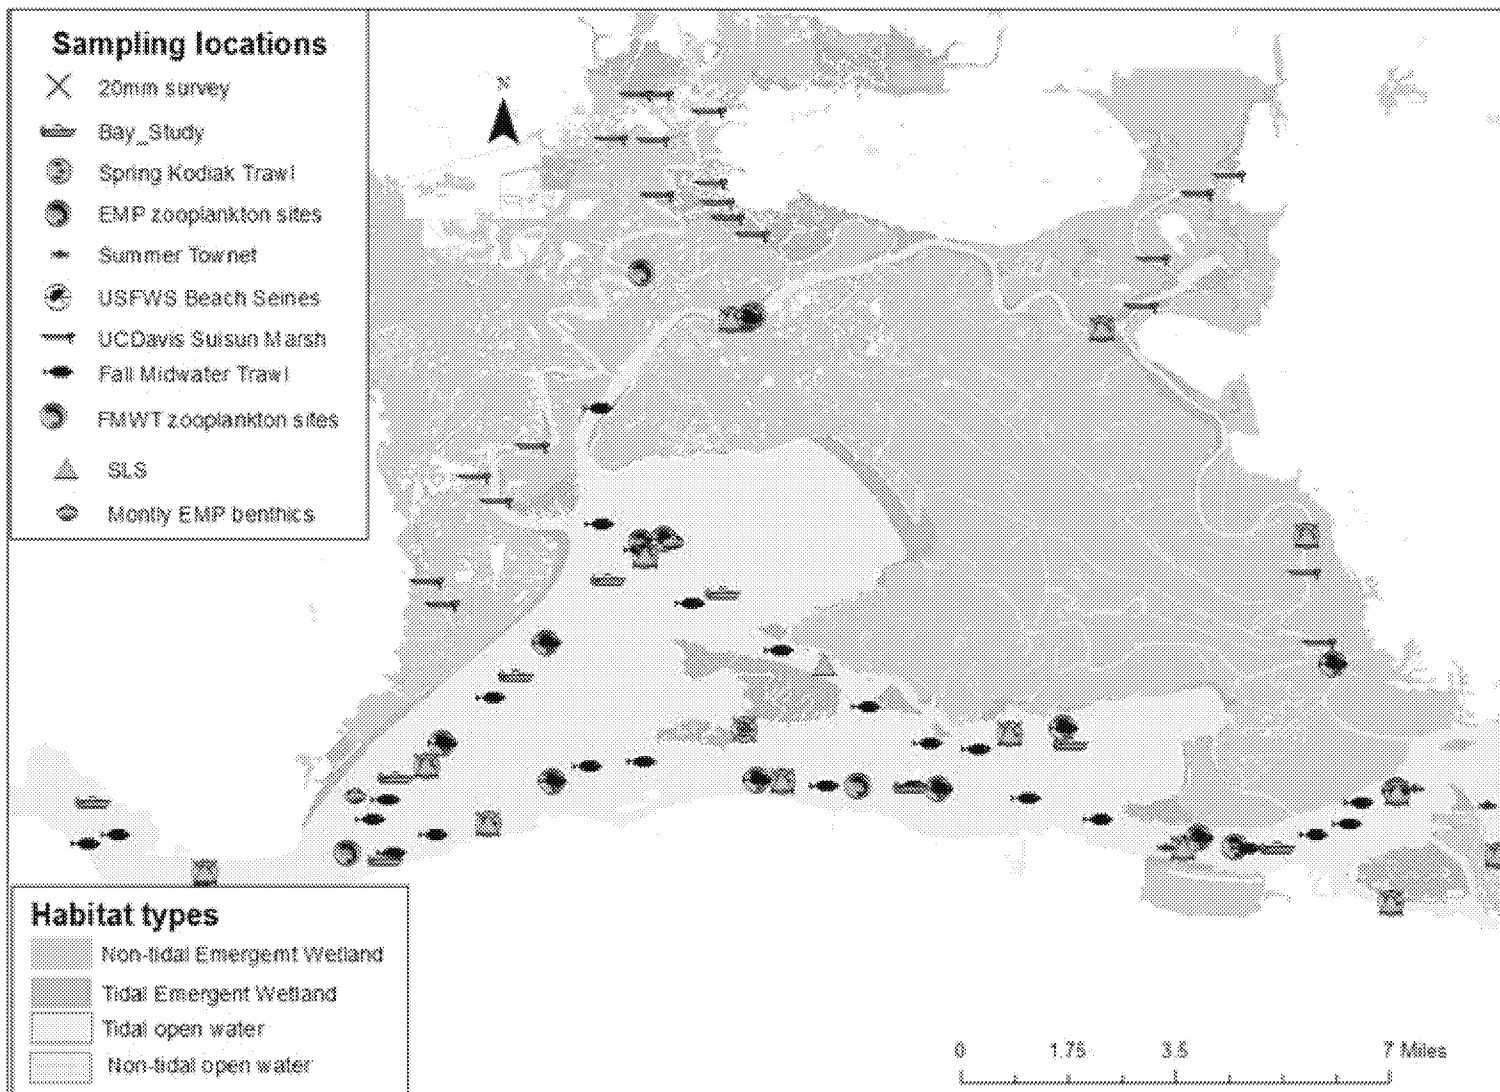 Sampling locations
20mm survey
Bay_Study
Spring Kodiak Trawl
EMP zooplankton sites
Summer Townet
USFWS Beach Seines
UCDavis Suisun Marsh
Fall Midwater Trawl
FMWT zooplankton sites
SLS
Montly EMP benthics
N
Habitat types
Non-tidal Emergemt Wetland
Tidal Emergent Wetland
Tidal open water
Non-tidal open water
0 1.75 3.5 7 Miles